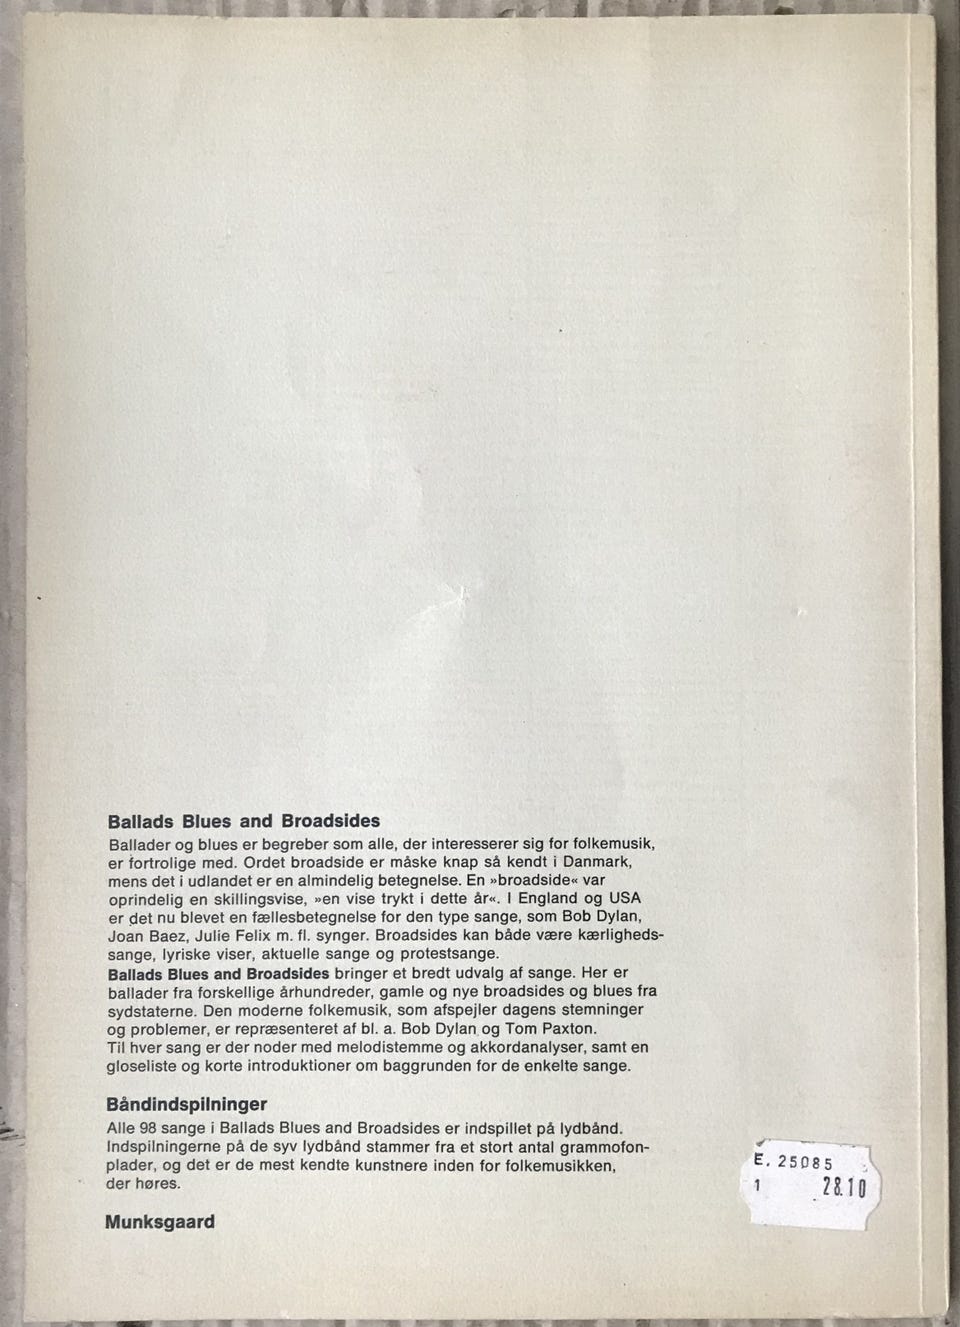 Ballads Blues and Broadsides
Ballader og blues er begreber som alle, der interesserer sig for folkemusik,
er fortrolige med. Ordet broadside er måske knap så kendt i Danmark,
mens det i udlandet er en almindelig betegnelse. En »broadside« var
oprindelig en skillingsvise, »en vise trykt i dette år«. I England og USA
er det nu blevet en fællesbetegnelse for den type sange, som Bob Dylan,
Joan Baez, Julie Felix m. fl. synger. Broadsides kan både være kærligheds-
sange, lyriske viser, aktuelle sange og protestsange.
Ballads Blues and Broadsides bringer et bredt udvalg af sange. Her er
ballader fra forskellige århundreder, gamle og nye broadsides og blues fra
sydstaterne. Den moderne folkemusik, som afspejler dagens stemninger
og problemer, er repræsenteret af bl. a. Bob Dylan og Tom Paxton.
Til hver sang er der noder med melodistemme og akkordanalyser, samt en
gloseliste og korte introduktioner om baggrunden for de enkelte sange.
Båndindspilninger
Alle 98 sange i Ballads Blues and Broadsides er indspillet på lydbånd.
Indspilningerne på de syv lydbånd stammer fra et stort antal grammofon-
plader, og det er de mest kendte kunstnere inden for folkemusikken,
der høres.
Munksgaard
E. 25085
1 28.10